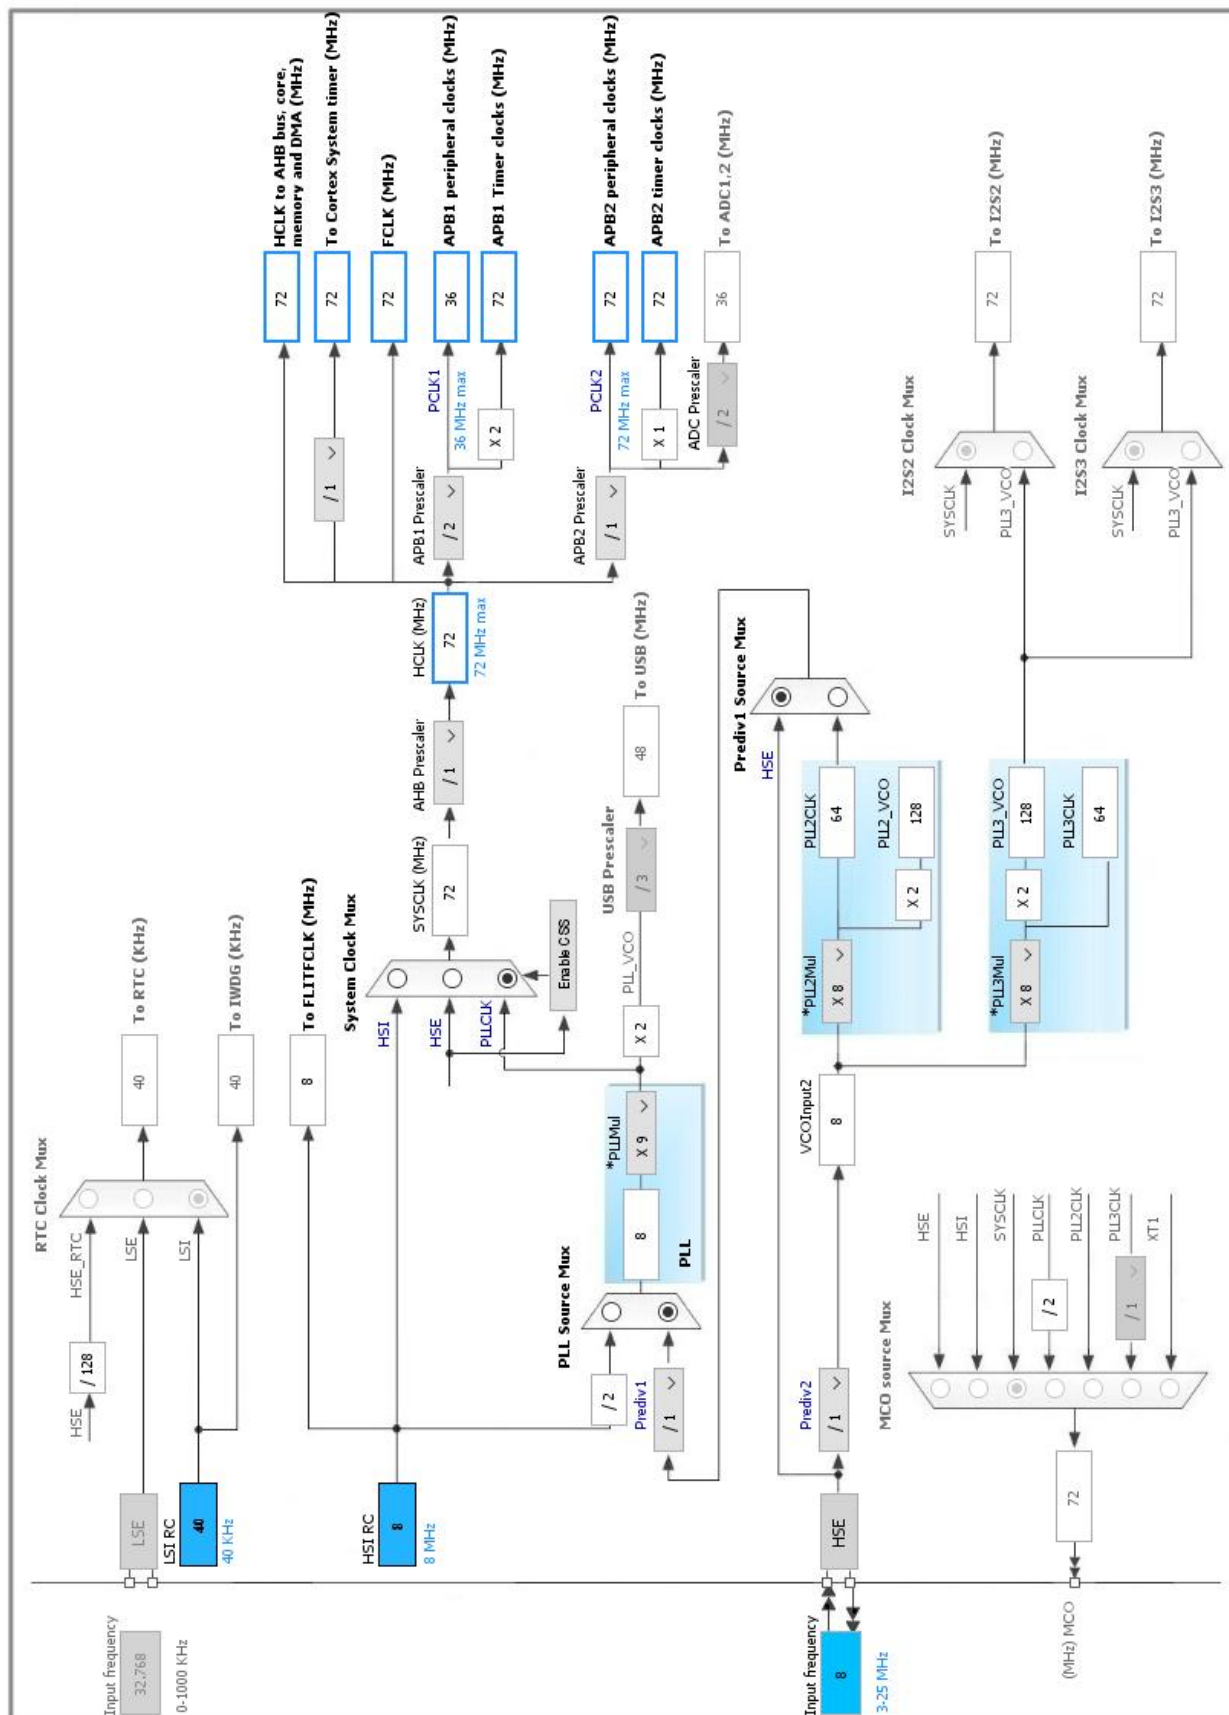 Input frequency
32.768
0-1000 KHz
LSE
LSI RC
40
40 KHz
HSE
/ 128
HSE_RTC
LSE
LSI
RTC Clock Mux
40
To RTC (KHz)
40
To IWDG (KHz)
HSI RC
8
8 MHz
8
To FLITFCLK (MHz)
System Clock Mux
HSI
HSE
PLLCLK
Enable CSS
SYSCLK (MHz)
72
AHB Prescaler
/ 1
HCLK (MHz)
72
72 MHz max
72
HCLK to AHB bus, core,
memory and DMA (MHz)
/ 1
72
To Cortex System timer (MHz)
72
FCLK (MHz)
APB1 Prescaler
/ 2
PCLK1
36 MHz max
36
APB1 peripheral clocks (MHz)
X 2
72
APB1 Timer clocks (MHz)
APB2 Prescaler
/ 1
PCLK2
72 MHz max
72
APB2 peripheral clocks (MHz)
X 1
72
APB2 timer clocks (MHz)
ADC Prescaler
/ 2
36
To ADC1,2 (MHz)
PLL Source Mux
/ 2
Prediv1
/ 1
8
*PLLMul
X 9
PLL
X 2
PLL_VCO
USB Prescaler
/ 3
48
To USB (MHz)
Prediv1 Source Mux
HSE
Input frequency
8
3-25 MHz
HSE
Prediv2
/ 1
VCOInput2
8
*PLL2Mul
X 8
PLL2CLK
64
X 2
PLL2_VCO
128
*PLL3Mul
X 8
X 2
PLL3_VCO
128
PLL3CLK
64
I2S2 Clock Mux
SYSCLK
PLL3_VCO
72
To I2S2 (MHz)
I2S3 Clock Mux
SYSCLK
PLL3_VCO
72
To I2S3 (MHz)
MCO source Mux
HSE
HSI
SYSCLK
PLLCLK
/ 2
PLL2CLK
PLL3CLK
/ 1
XT1
72
(MHz) MCO